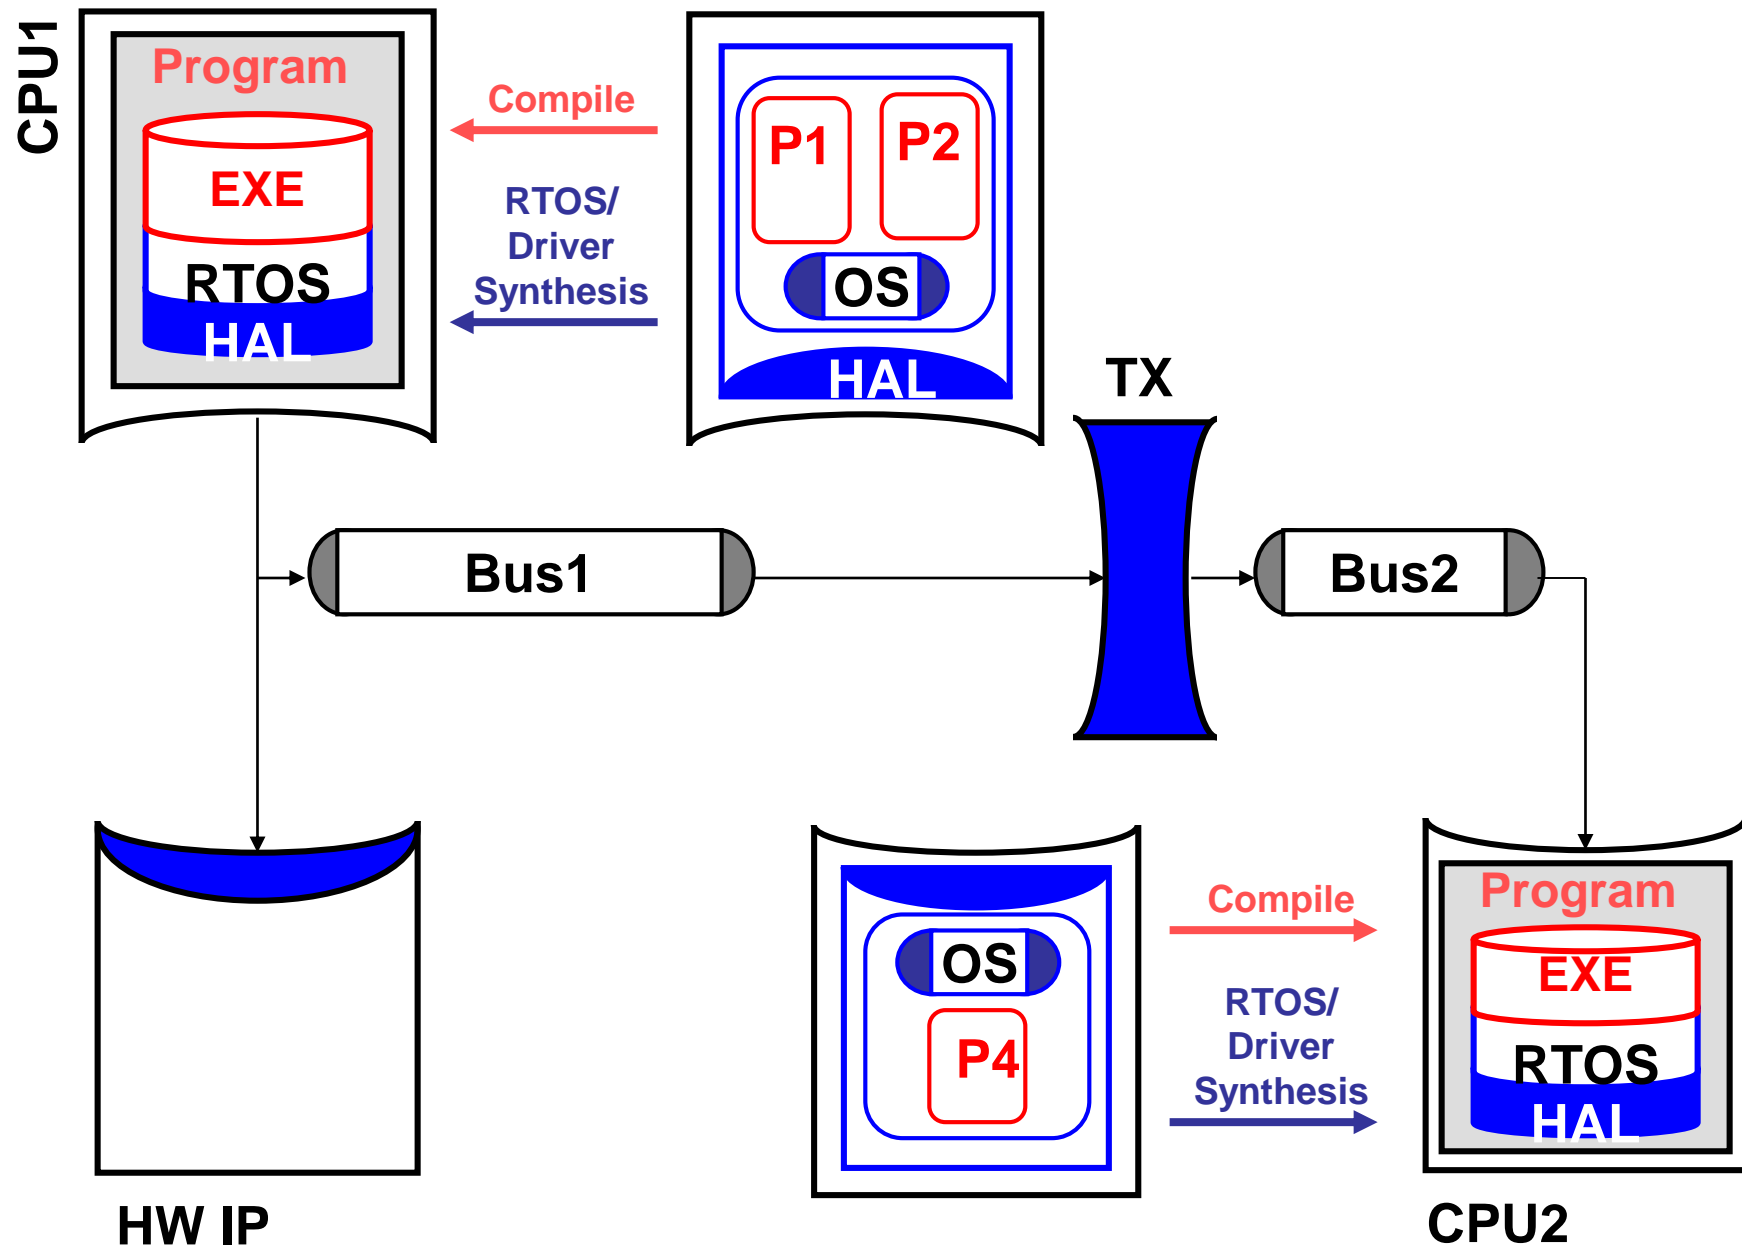 CPU1
Program
EXE
RTOS
HAL
Compile
RTOS/
Driver
Synthesis
P1
P2
OS
HAL
TX
Bus1
Bus2
HW IP
OS
P4
Compile
RTOS/
Driver
Synthesis
Program
EXE
RTOS
HAL
CPU2